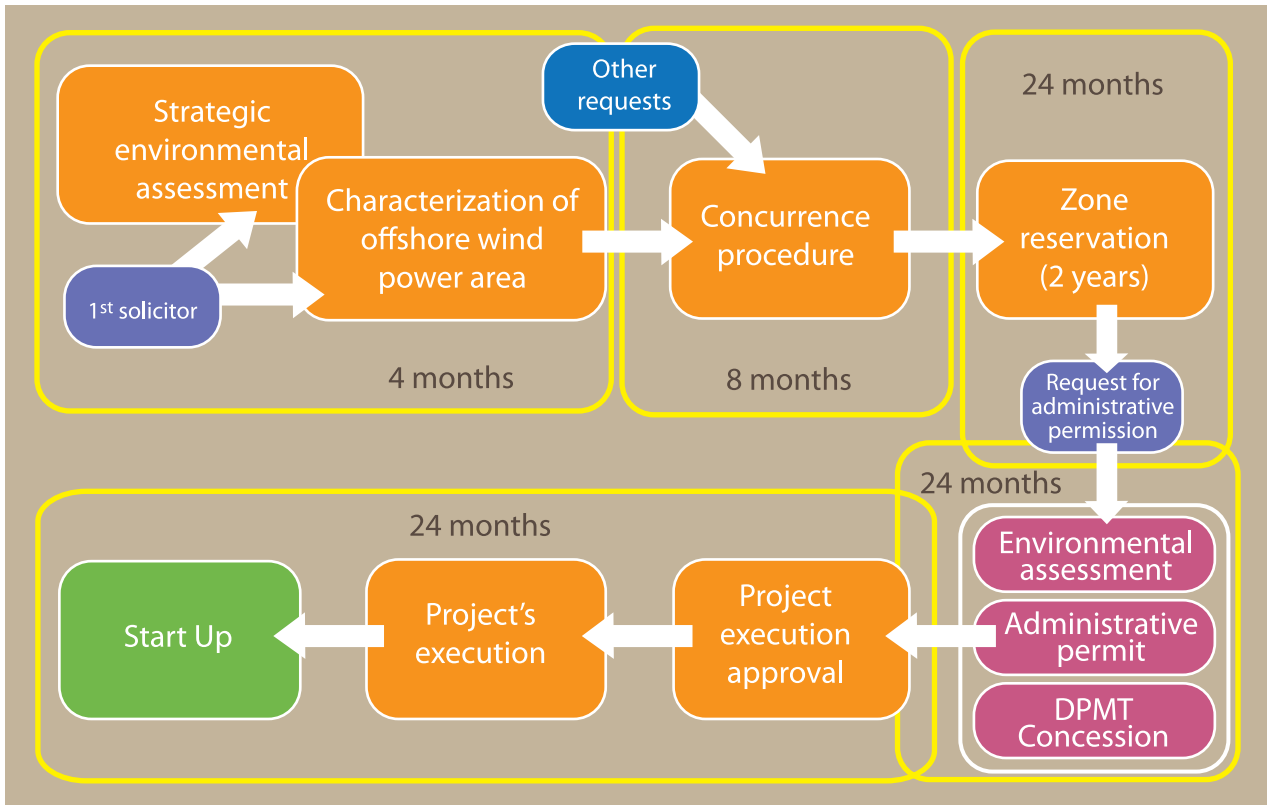 Strategic
environmental
assessment
Characterization of
offshore wind
power area
1st solicitor
4 months
Other
requests
Concurrence
procedure
8 months
24 months
Zone
reservation
(2 years)
Request for
administrative
permission
24 months
Environmental
assessment
Administrative
permit
DPMT
Concession
24 months
Project
execution
approval
Project's
execution
Start Up